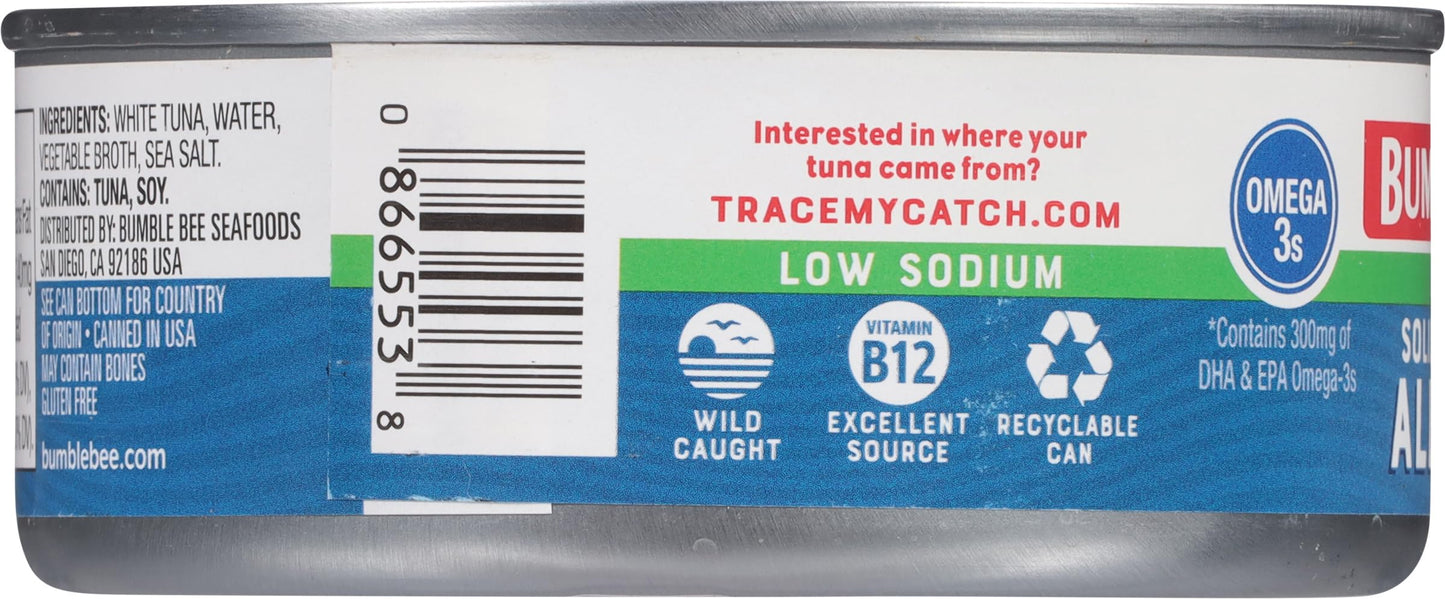 INGREDIENTS: WHITE TUNA, WATER,
VEGETABLE BROTH, SEA SALT.
CONTAINS: TUNA, SOY.
DISTRIBUTED BY: BUMBLE BEE SEAFOODS
SAN DIEGO, CA 92186 USA
SEE CAN BOTTOM FOR COUNTRY
OF ORIGIN • CANNED IN USA
MAY CONTAIN BONES
GLUTEN FREE
bumblebee.com
0 86655 38
Interested in where your
tuna came from?
TRACEMYCATCH.COM
LOW SODIUM
WILD
CAUGHT
VITAMIN
B12
EXCELLENT
SOURCE
RECYCLABLE
CAN
OMEGA
3s
*Contains 300mg of
DHA & EPA Omega-3s